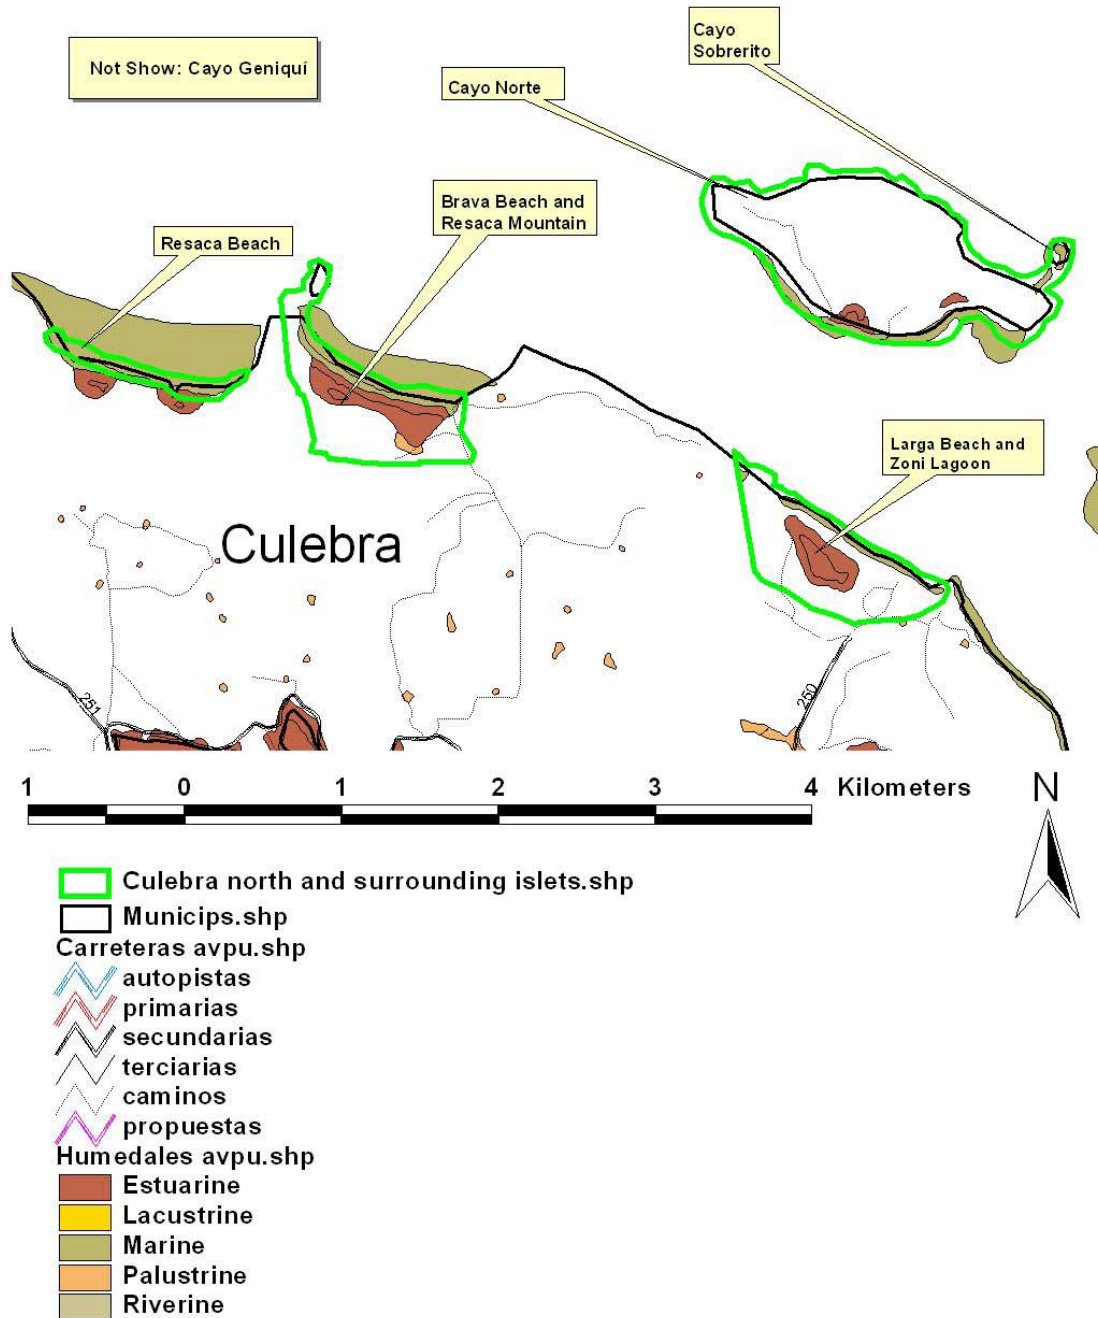 Not Show: Cayo Geniquí
Cayo
Sobrerito
Cayo Norte
Brava Beach and
Resaca Mountain
Resaca Beach
Larga Beach and
Zoni Lagoon
Culebra
251
250
1 0 1 2 3 4 Kilometers
N
Culebra north and surrounding islets.shp
Municips.shp
Carreteras avpu.shp
autopistas
primarias
secundarias
terciarias
caminos
propuestas
Humedales avpu.shp
Estuarine
Lacustrine
Marine
Palustrine
Riverine